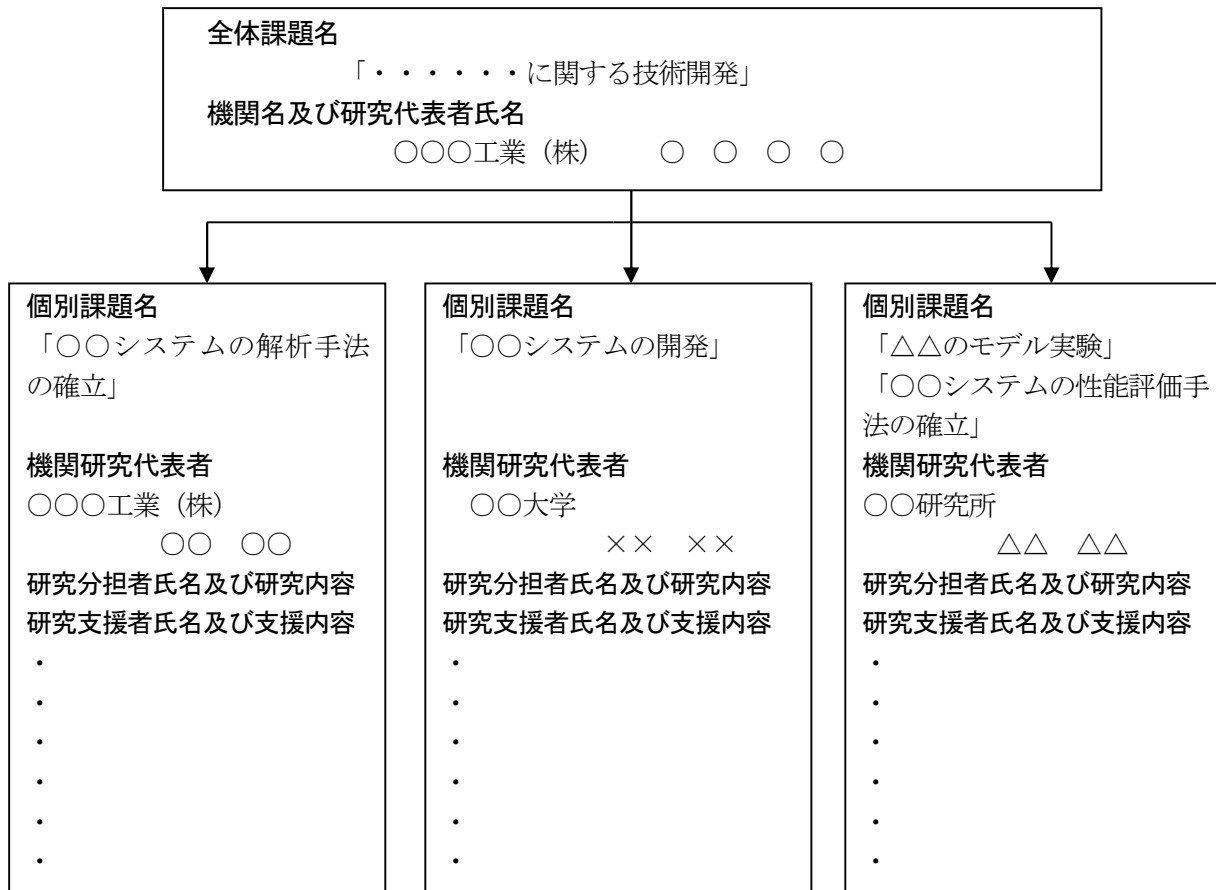 全体課題名
「・・・・・・に関する技術開発」
機関名及び研究代表者氏名
○○○工業（株）　　○　○　○　○
個別課題名
「○○システムの解析手法
の確立」
機関研究代表者
○○○工業（株）
○○　○○
研究分担者氏名及び研究内容
研究支援者氏名及び支援内容
・
・
・
・
・
・
個別課題名
「○○システムの開発」
機関研究代表者
○○大学
××　××
研究分担者氏名及び研究内容
研究支援者氏名及び支援内容
・
・
・
・
・
・
個別課題名
「△△のモデル実験」
「○○システムの性能評価手
法の確立」
機関研究代表者
○○研究所
△△　△△
研究分担者氏名及び研究内容
研究支援者氏名及び支援内容
・
・
・
・
・
・